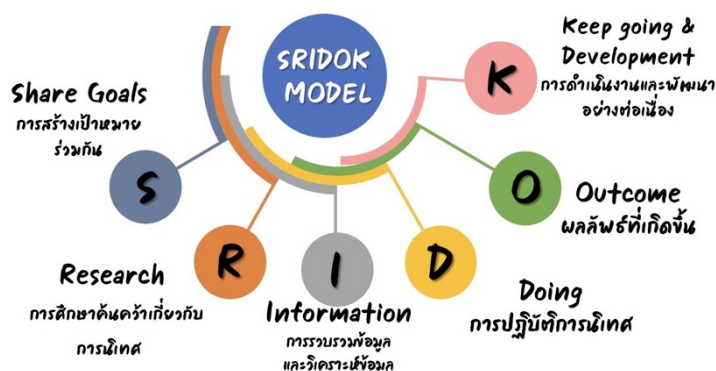 SRIDOK
MODEL
Share Goals
การสร้างเป้าหมาย
ร่วมกัน
S
Research
การศึกษาค้นคว้าเกี่ยวกับ
การนิเทศ
R
Information
การรวบรวมข้อมูล
และวิเคราะห์ข้อมูล
I
Doing
การปฏิบัติการนิเทศ
D
Outcome
ผลลัพธ์ที่เกิดขึ้น
O
Keep going &
Development
การดำเนินงานและพัฒนา
อย่างต่อเนื่อง
K